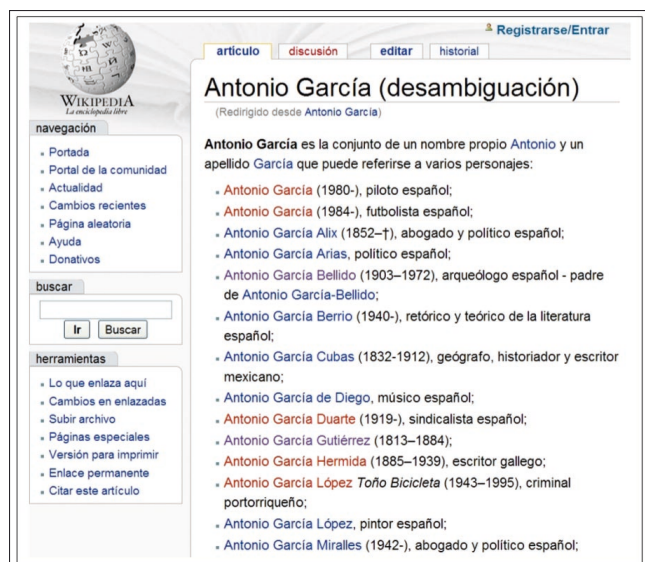 Registrarse/Entrar
artículo discusión editar historial
WIKIPEDIA
La enciclopedia libre
navegación
Portada
Portal de la comunidad
Actualidad
Cambios recientes
Página aleatoria
Ayuda
Donativos
buscar
Ir Buscar
herramientas
Lo que enlaza aquí
Cambios en enlazadas
Subir archivo
Páginas especiales
Versión para imprimir
Enlace permanente
Citar este artículo
Antonio García (desambiguación)
(Redirigido desde Antonio García)
Antonio García es la conjunto de un nombre propio Antonio y un
apellido García que puede referirse a varios personajes:
Antonio García (1980-), piloto español;
Antonio García (1984-), futbolista español;
Antonio García Alix (1852–†), abogado y político español;
Antonio García Arias, político español;
Antonio García Bellido (1903–1972), arqueólogo español - padre
de Antonio García-Bellido;
Antonio García Berrio (1940-), retórico y teórico de la literatura
español;
Antonio García Cubas (1832-1912), geógrafo, historiador y escritor
mexicano;
Antonio García de Diego, músico español;
Antonio García Duarte (1919-), sindicalista español;
Antonio García Gutiérrez (1813–1884);
Antonio García Hermida (1885–1939), escritor gallego;
Antonio García López Toño Bicicleta (1943–1995), criminal
portorriqueño;
Antonio García López, pintor español;
Antonio García Miralles (1942-), abogado y político español;